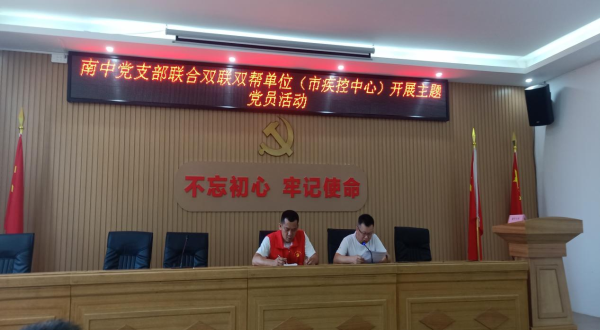 南中党支部联合双联双帮单位（市疾控中心）开展主题
党员活动
不忘初心 牢记使命